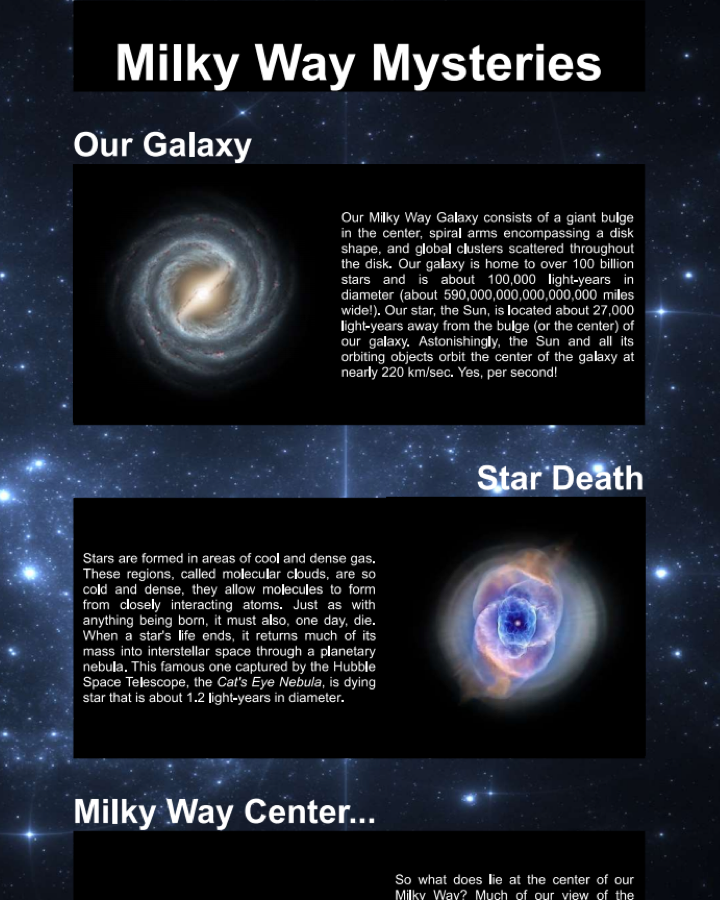 Milky Way Mysteries
Our Galaxy
Our Milky Way Galaxy consists of a giant bulge
in the center, spiral arms encompassing a disk
shape, and global clusters scattered throughout
the disk. Our galaxy is home to over 100 billion
stars and is about 100,000 light-years in
diameter (about 590,000,000,000,000,000 miles
wide!). Our star, the Sun, is located about 27,000
light-years away from the bulge (or the center) of
our galaxy. Astonishingly, the Sun and all its
orbiting objects orbit the center of the galaxy at
nearly 220 km/sec. Yes, per second!
Star Death
Stars are formed in areas of cool and dense gas.
These regions, called molecular clouds, are so
cold and dense, they allow molecules to form
from closely interacting atoms. Just as with
anything being born, it must also, one day, die.
When a star's life ends, it returns much of its
mass into interstellar space through a planetary
nebula. This famous one captured by the Hubble
Space Telescope, the Cat's Eye Nebula, is dying
star that is about 1.2 light-years in diameter.
Milky Way Center...
So what does lie at the center of our
Milky Way? Much of our view of the